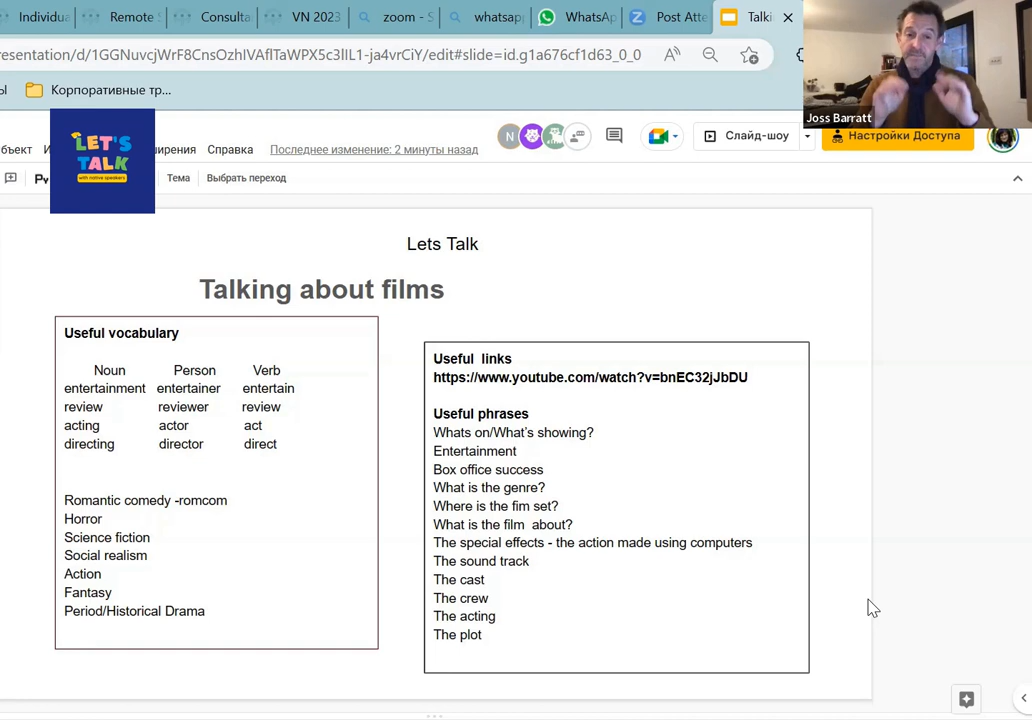 Individua
Remote
Consulta
VN 2023
zoom - S
whatsap
WhatsAp
Post Atte
Talki
resentation/d/1GGNuvcjWrF8CnsOzhIVAflTaWPX5c3lIL1-ja4vrCiY/edit#slide=id.g1a676cf1d63_0_0
Корпоративные тр...
Joss Barratt
LET'S
TALK
with native speakers
бъект
ирения
Справка
Последнее изменение: 2 минуты назад
N
Слайд-шоу
Настройки Доступа
Тема
Выбрать переход
Lets Talk
Talking about films
Useful vocabulary
Noun Person Verb
entertainment entertainer entertain
review reviewer review
acting actor act
directing director direct
Romantic comedy -romcom
Horror
Science fiction
Social realism
Action
Fantasy
Period/Historical Drama
Useful links
https://www.youtube.com/watch?v=bnEC32jJbDU
Useful phrases
Whats on/What's showing?
Entertainment
Box office success
What is the genre?
Where is the fim set?
What is the film about?
The special effects - the action made using computers
The sound track
The cast
The crew
The acting
The plot